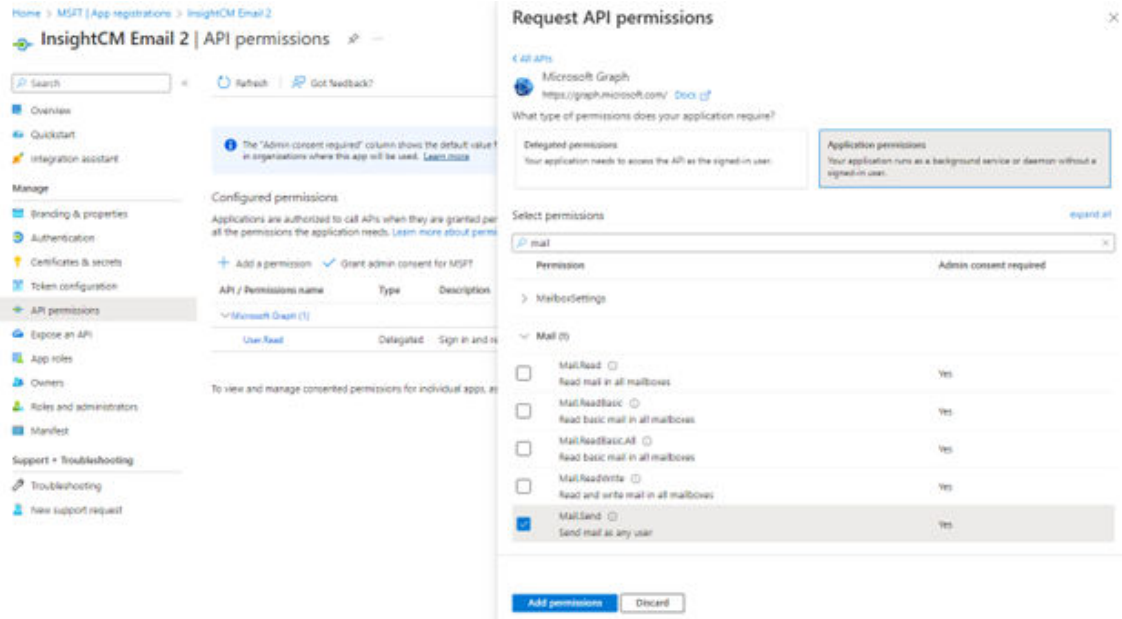 Home > MSFT | App registrations > InsightCM Email 2
InsightCM Email 2 | API permissions
Search
Overview
Quickstart
Integration assistant
Manage
Branding & properties
Authentication
Certificates & secrets
Token configuration
API permissions
Expose an API
App roles
Owners
Roles and administrators
Manifest
Support + Troubleshooting
Troubleshooting
New support request
Refresh
Got feedback?
The "Admin consent required" column shows the default value f
in organizations where this app will be used. Learn more
Configured permissions
Applications are authorized to call APIs when they are granted per
all the permissions the application needs. Learn more about permi
Add a permission
Grant admin consent for MSFT
API / Permissions name Type Description
Microsoft Graph (1)
User.Read Delegated Sign in and re
To view and manage consented permissions for individual apps, as
Request API permissions
All APIs
Microsoft Graph
https://graph.microsoft.com/ Docs
What type of permissions does your application require?
Delegated permissions
Your application needs to access the API as the signed-in user.
Application permissions
Your application runs as a background service or daemon without a
signed-in user.
Select permissions
expand all
mail
Permission Admin consent required
MailboxSettings
Mail (1)
Mail.Read
Read mail in all mailboxes
Yes
Mail.ReadBasic
Read basic mail in all mailboxes
Yes
Mail.ReadBasic.All
Read basic mail in all mailboxes
Yes
Mail.ReadWrite
Read and write mail in all mailboxes
Yes
Mail.Send
Send mail as any user
Yes
Add permissions
Discard